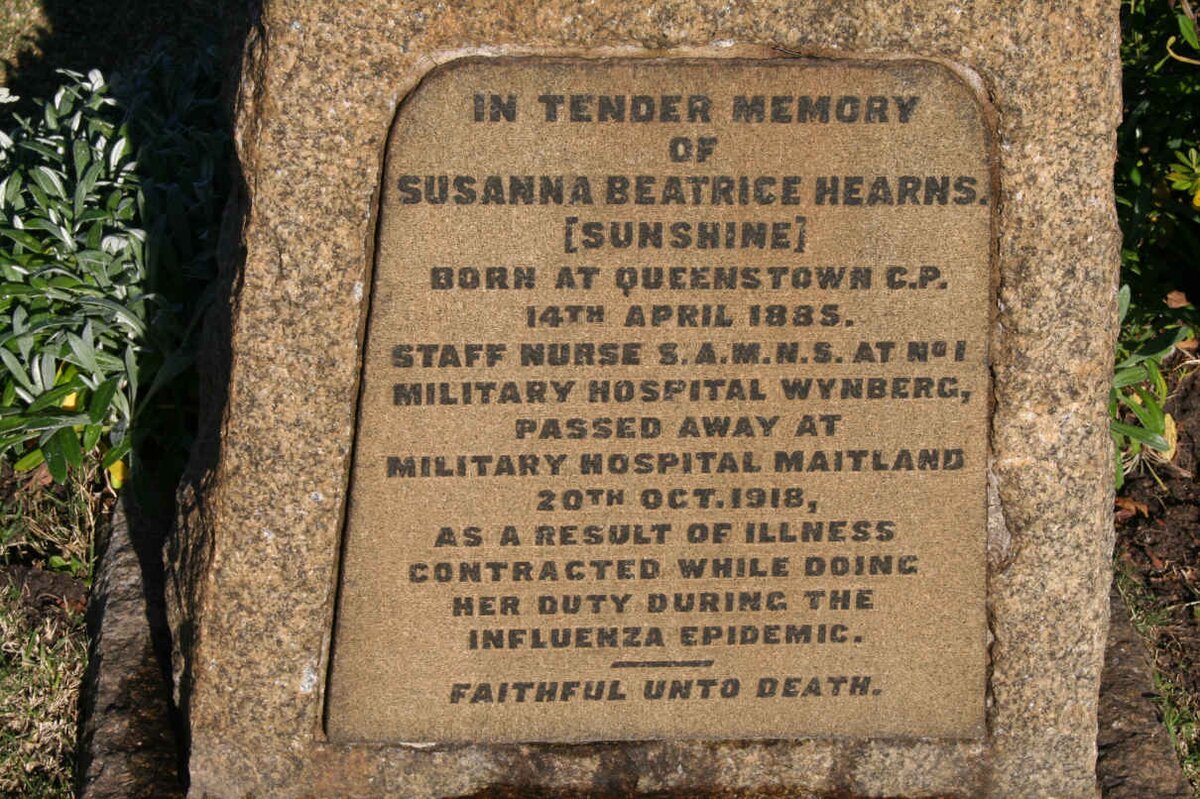 IN TENDER MEMORY
OF
SUSANNA BEATRICE HEARNS.
[SUNSHINE]
BORN AT QUEENSTOWN C.P.
14TH APRIL 1885.
STAFF NURSE S.A.M.N.S. AT No 1
MILITARY HOSPITAL WYNBERG,
PASSED AWAY AT
MILITARY HOSPITAL MAITLAND
20TH OCT. 1918,
AS A RESULT OF ILLNESS
CONTRACTED WHILE DOING
HER DUTY DURING THE
INFLUENZA EPIDEMIC.
FAITHFUL UNTO DEATH.